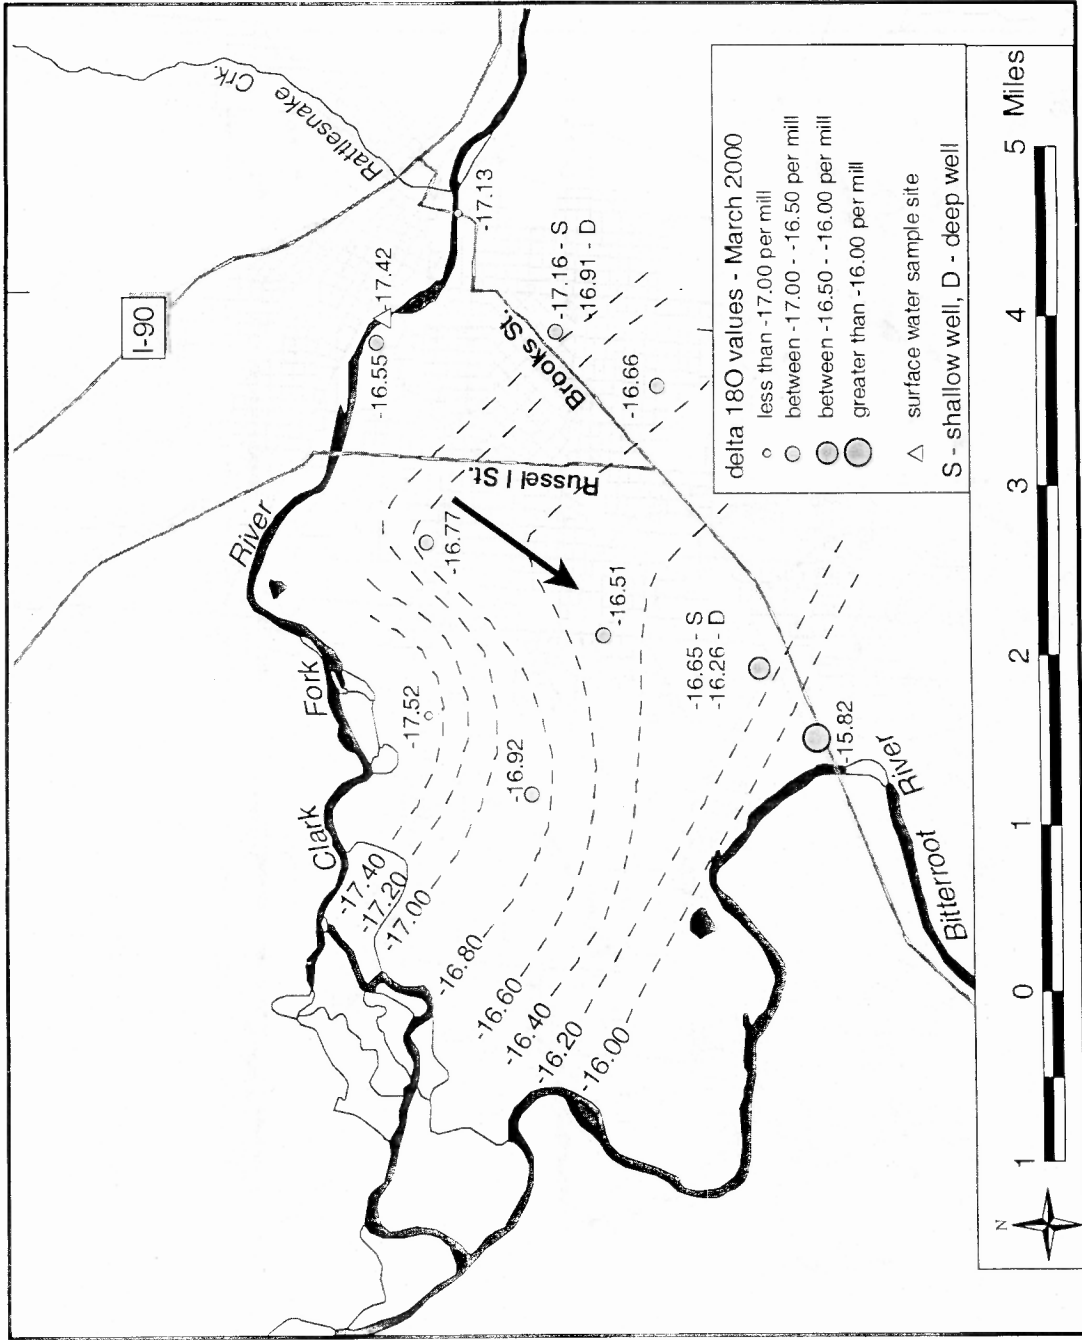 Rattlesnake Crk.
I-90
River
Fork
Clark
-17.42
-16.55
-17.13
-17.16 - S
-16.91 - D
Brooks St.
Russel l St.
-16.66
-16.77
-16.51
-17.52
-16.92
-16.65 - S
-16.26 - D
-15.82
Bitterroot River
-17.40
-17.20
-17.00
-16.80
-16.60
-16.40
-16.20
-16.00
delta 18O values - March 2000
less than -17.00 per mill
between -17.00 - -16.50 per mill
between -16.50 - -16.00 per mill
greater than -16.00 per mill
surface water sample site
S - shallow well, D - deep well
N
1 0 1 2 3 4 5 Miles